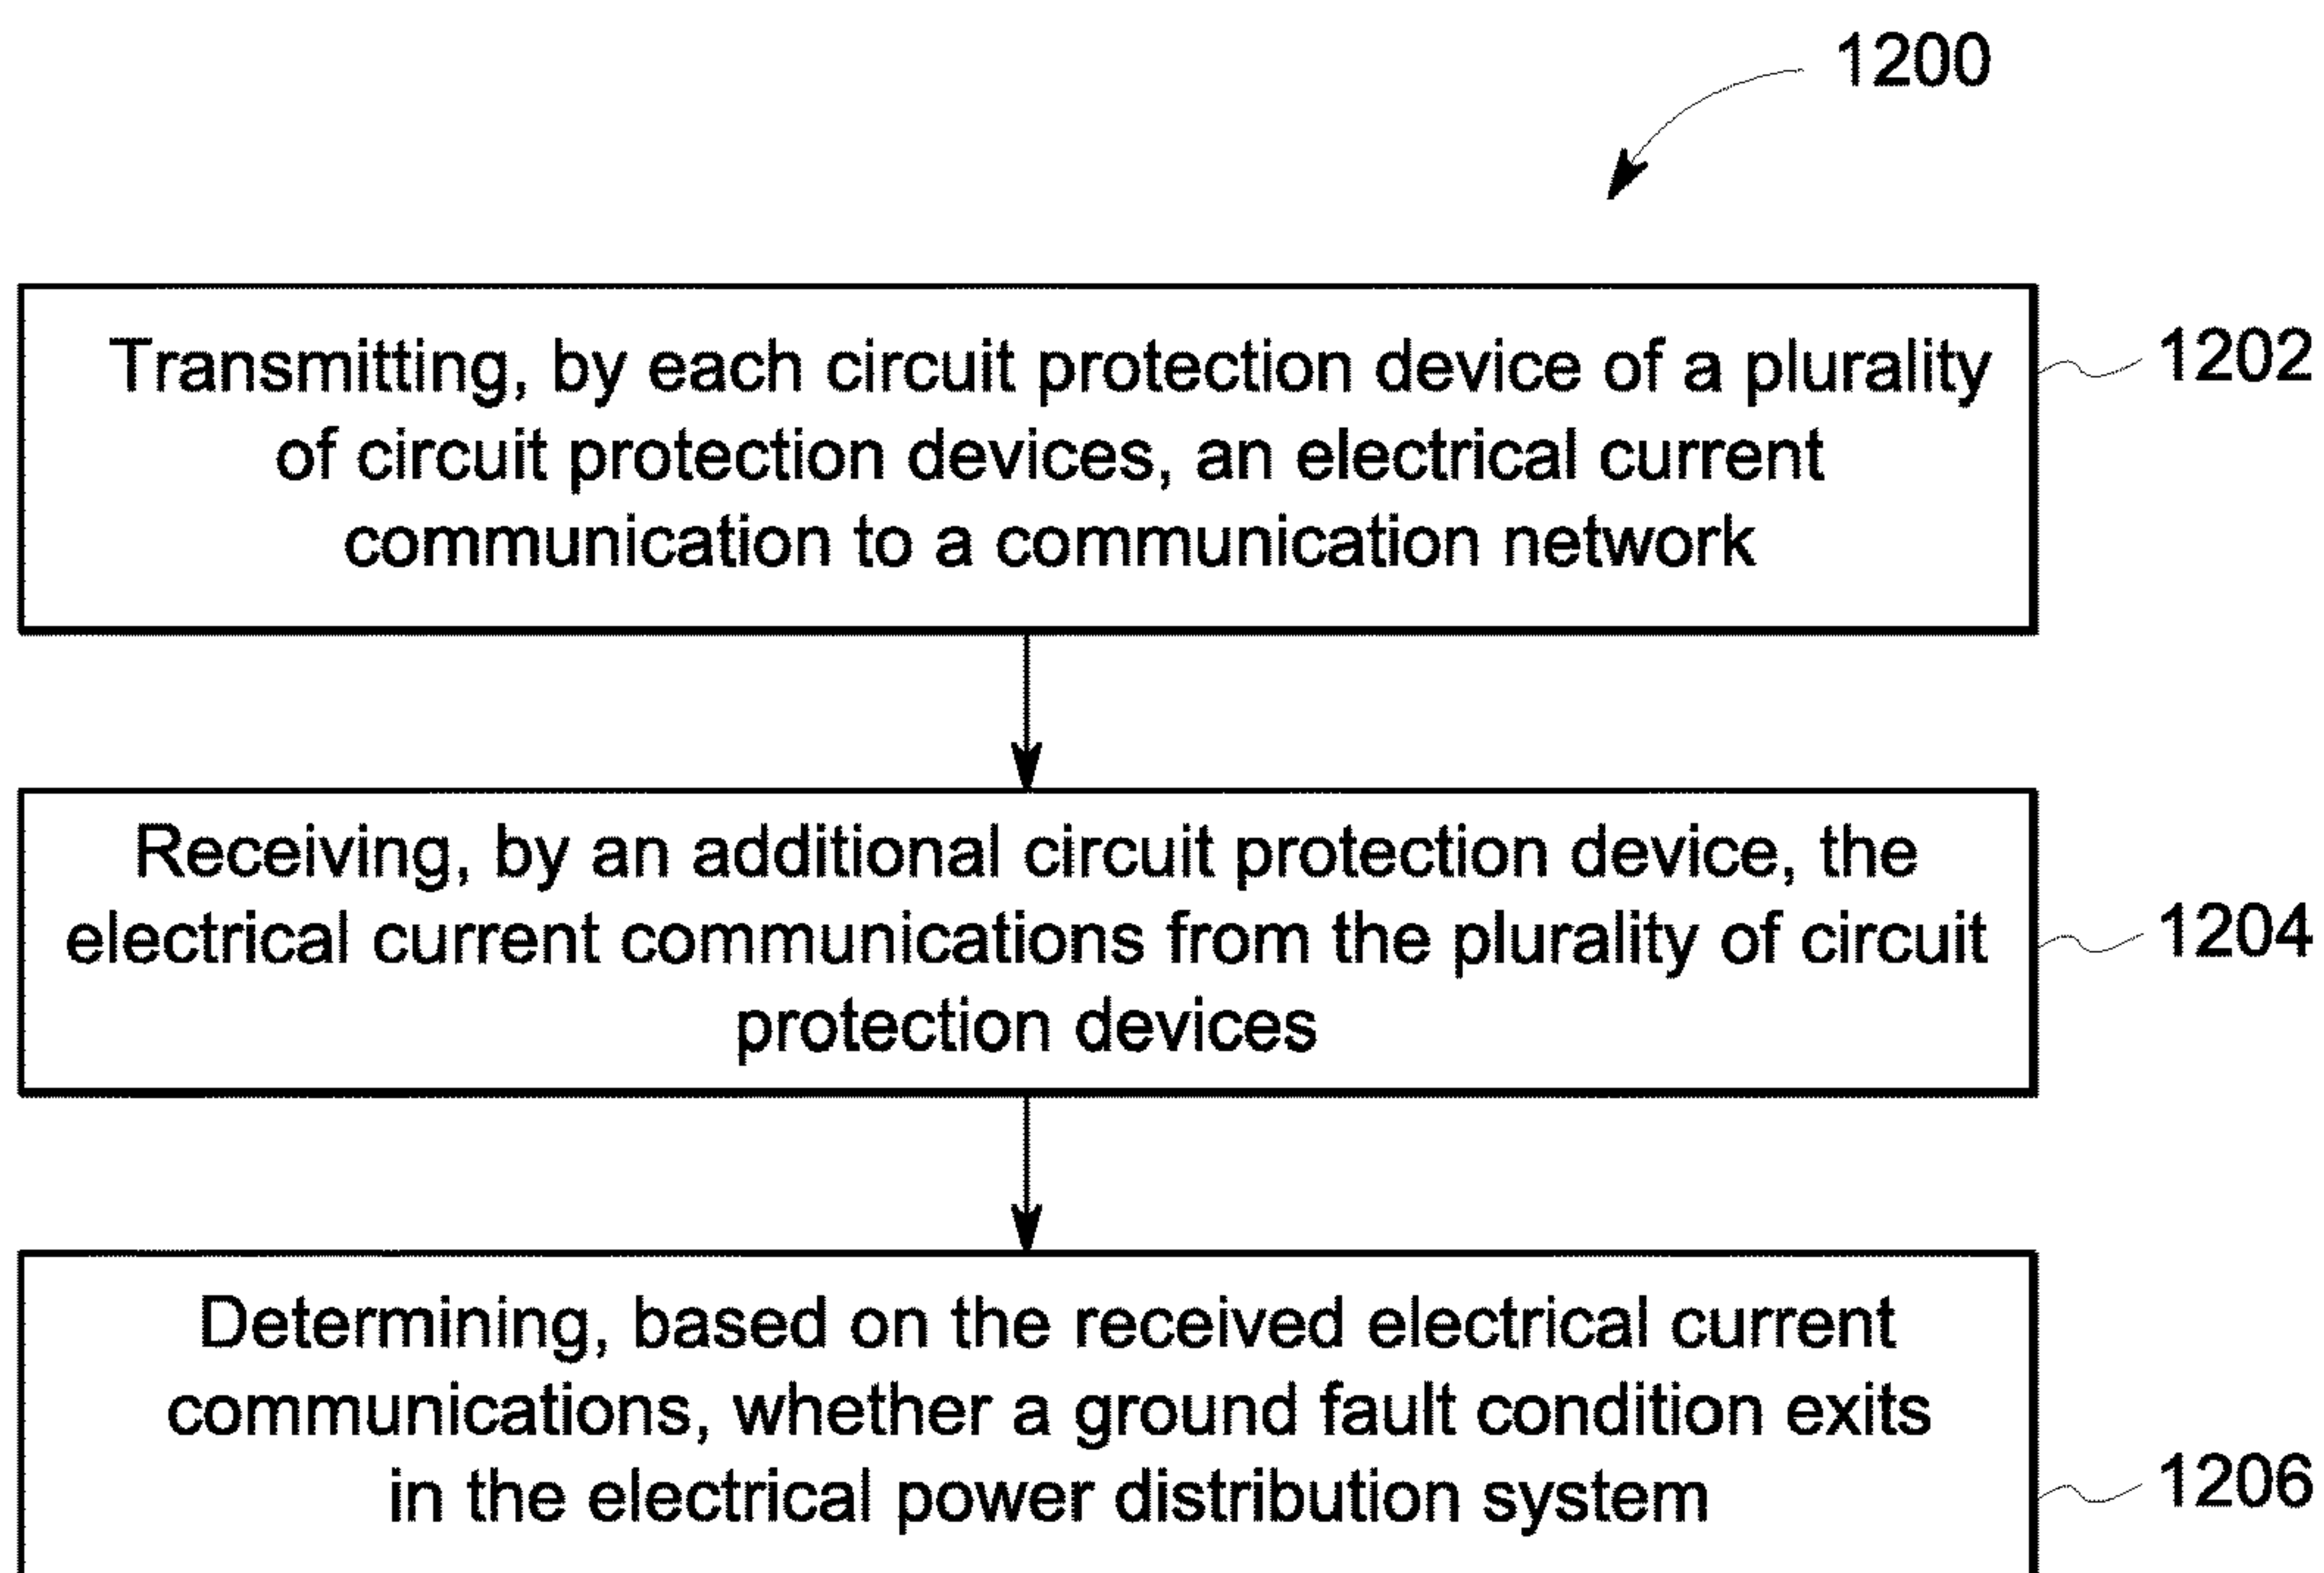 1200
Transmitting, by each circuit protection device of a plurality
of circuit protection devices, an electrical current
communication to a communication network
1202
Receiving, by an additional circuit protection device, the
electrical current communications from the plurality of circuit
protection devices
1204
Determining, based on the received electrical current
communications, whether a ground fault condition exits
in the electrical power distribution system
1206